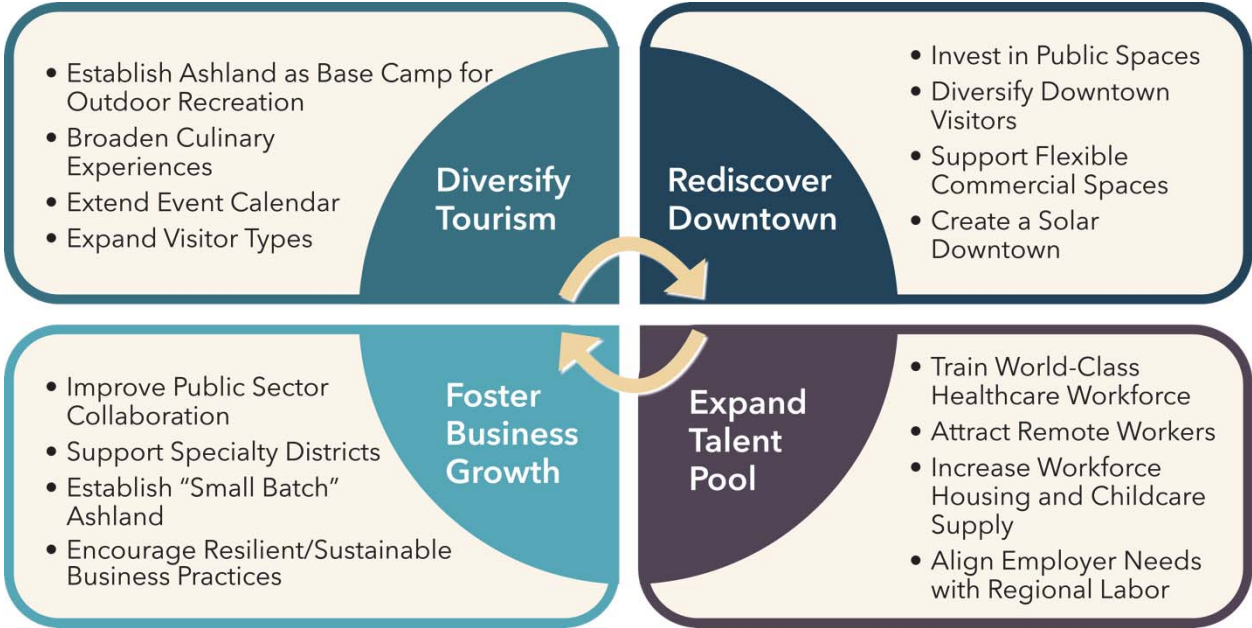 • Establish Ashland as Base Camp for
Outdoor Recreation
• Broaden Culinary
Experiences
• Extend Event Calendar
• Expand Visitor Types
Diversify
Tourism
Rediscover
Downtown
• Invest in Public Spaces
• Diversify Downtown
Visitors
• Support Flexible
Commercial Spaces
• Create a Solar
Downtown
• Improve Public Sector
Collaboration
• Support Specialty Districts
• Establish “Small Batch”
Ashland
• Encourage Resilient/Sustainable
Business Practices
Foster
Business
Growth
Expand
Talent
Pool
• Train World-Class
Healthcare Workforce
• Attract Remote Workers
• Increase Workforce
Housing and Childcare
Supply
• Align Employer Needs
with Regional Labor